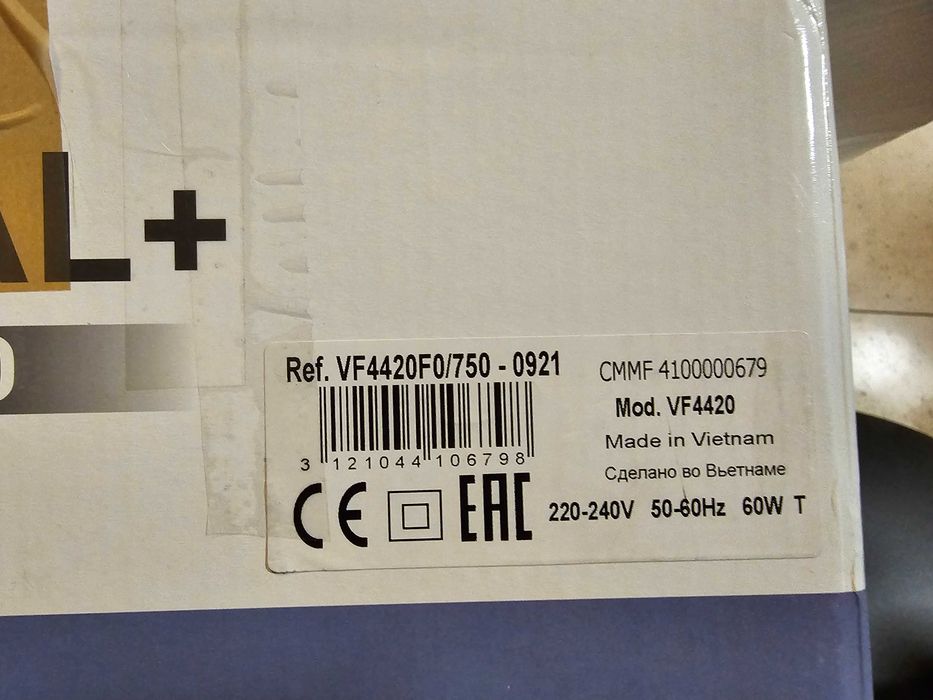 AL+
0
Ref. VF4420F0/750 - 0921
CMMF 4100000679
Mod. VF4420
Made in Vietnam
Сделано во Вьетнаме
3 121044 106798
CE EAC 220-240V 50-60Hz 60W T